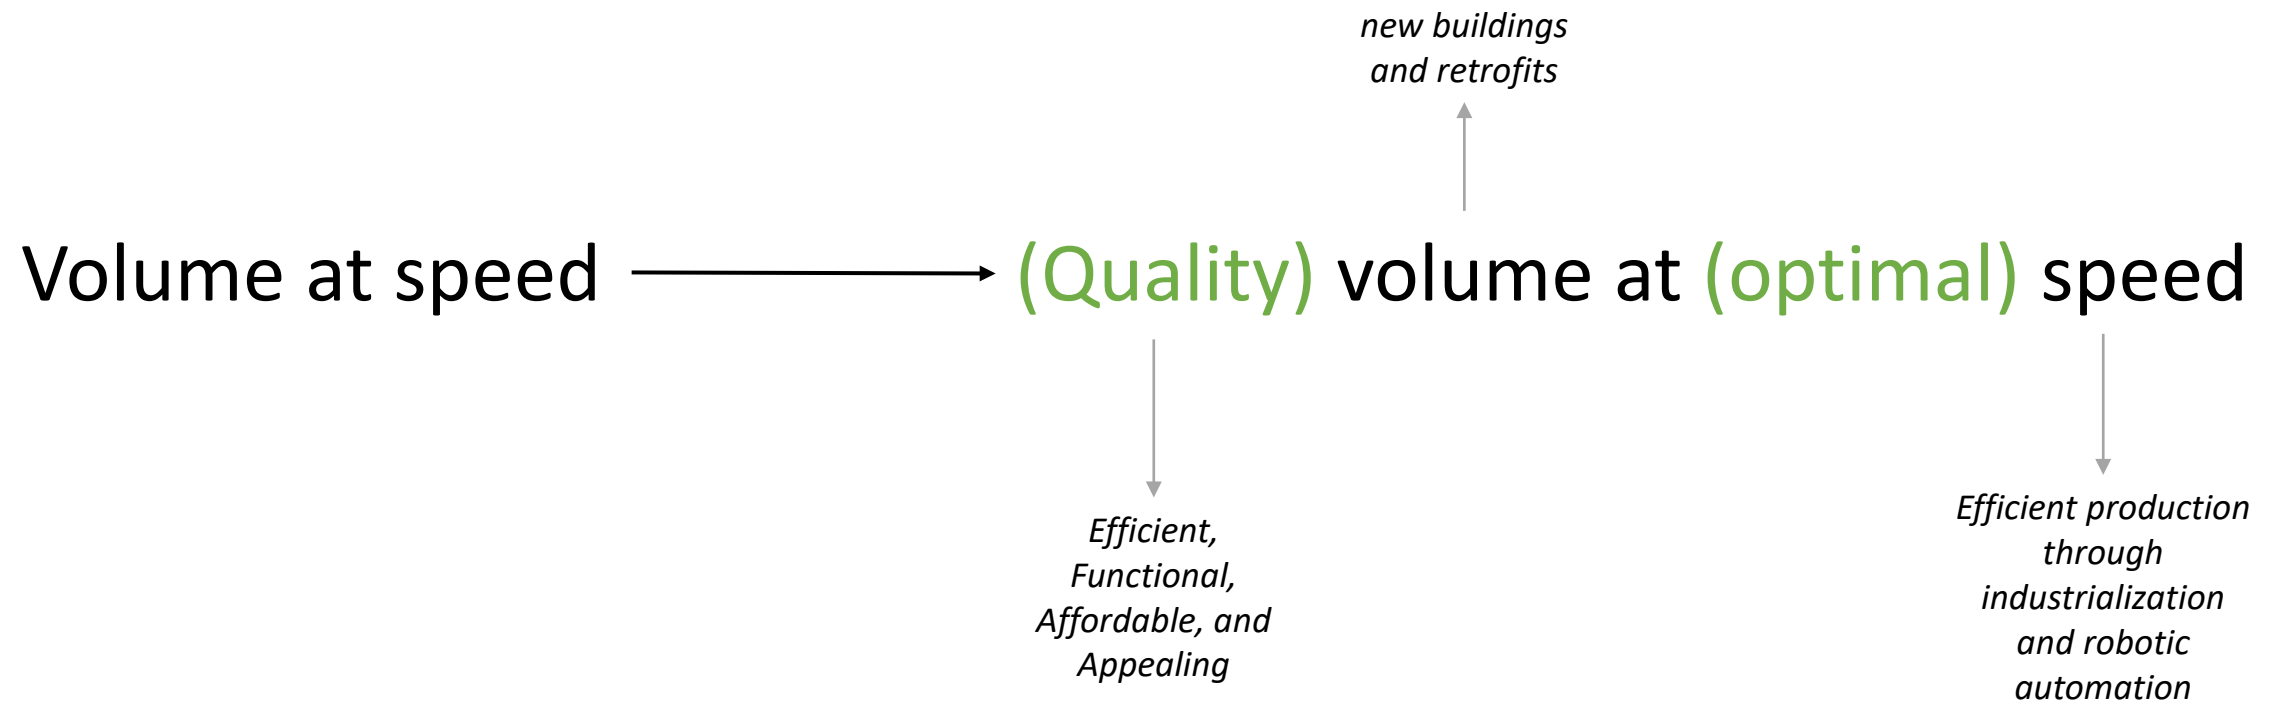 new buildings
and retrofits
Volume at speed
(Quality) volume at (optimal) speed
Efficient,
Functional,
Affordable, and
Appealing
Efficient production
through
industrialization
and robotic
automation